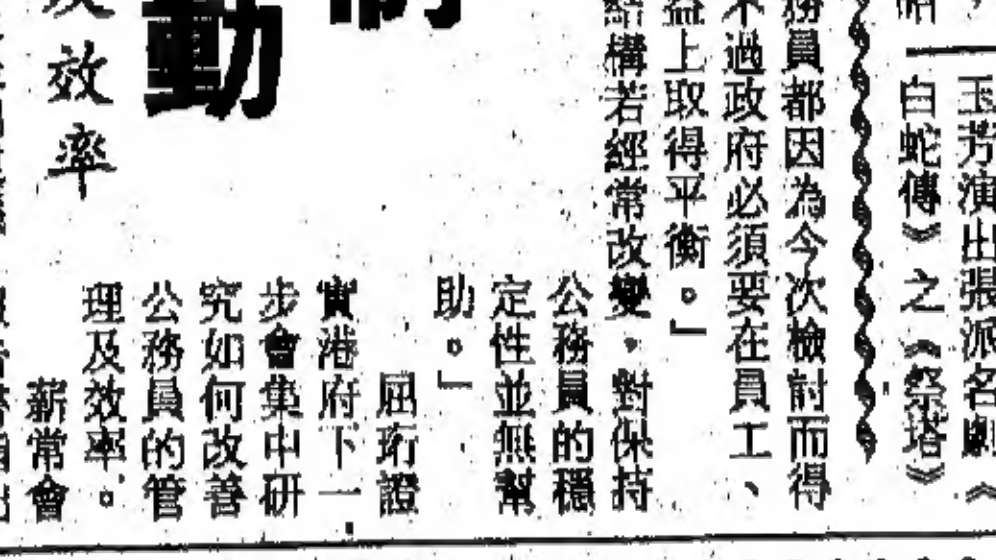 玉芳演出張派名劇《
白蛇傳》之《祭塔》
務員都因為今次檢討而得
不過政府必須要在員工、
益上取得平衡。」
結構若經常改變，對保持
公務員的穩
定性並無幫
助。」
屈珩證
實港府下一
步會集中研
究如何改善
公務員的管
理及效率。
薪常會
動
效率